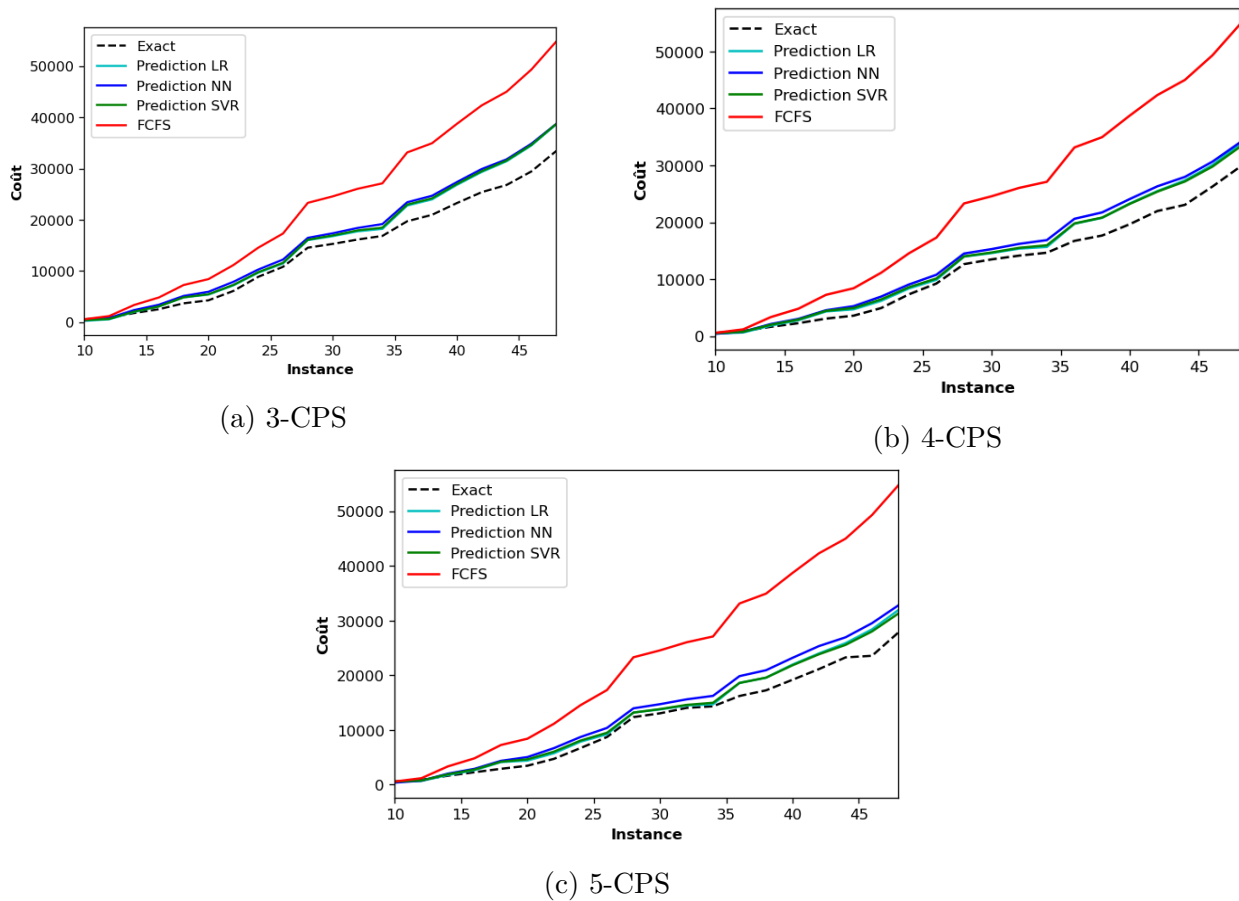 Exact
Prediction LR
Prediction NN
Prediction SVR
FCFS
Coût
50000
40000
30000
20000
10000
0
10 15 20 25 30 35 40 45
Instance
(a) 3-CPS
Exact
Prediction LR
Prediction NN
Prediction SVR
FCFS
Coût
50000
40000
30000
20000
10000
0
10 15 20 25 30 35 40 45
Instance
(b) 4-CPS
Exact
Prediction LR
Prediction NN
Prediction SVR
FCFS
Coût
50000
40000
30000
20000
10000
0
10 15 20 25 30 35 40 45
Instance
(c) 5-CPS